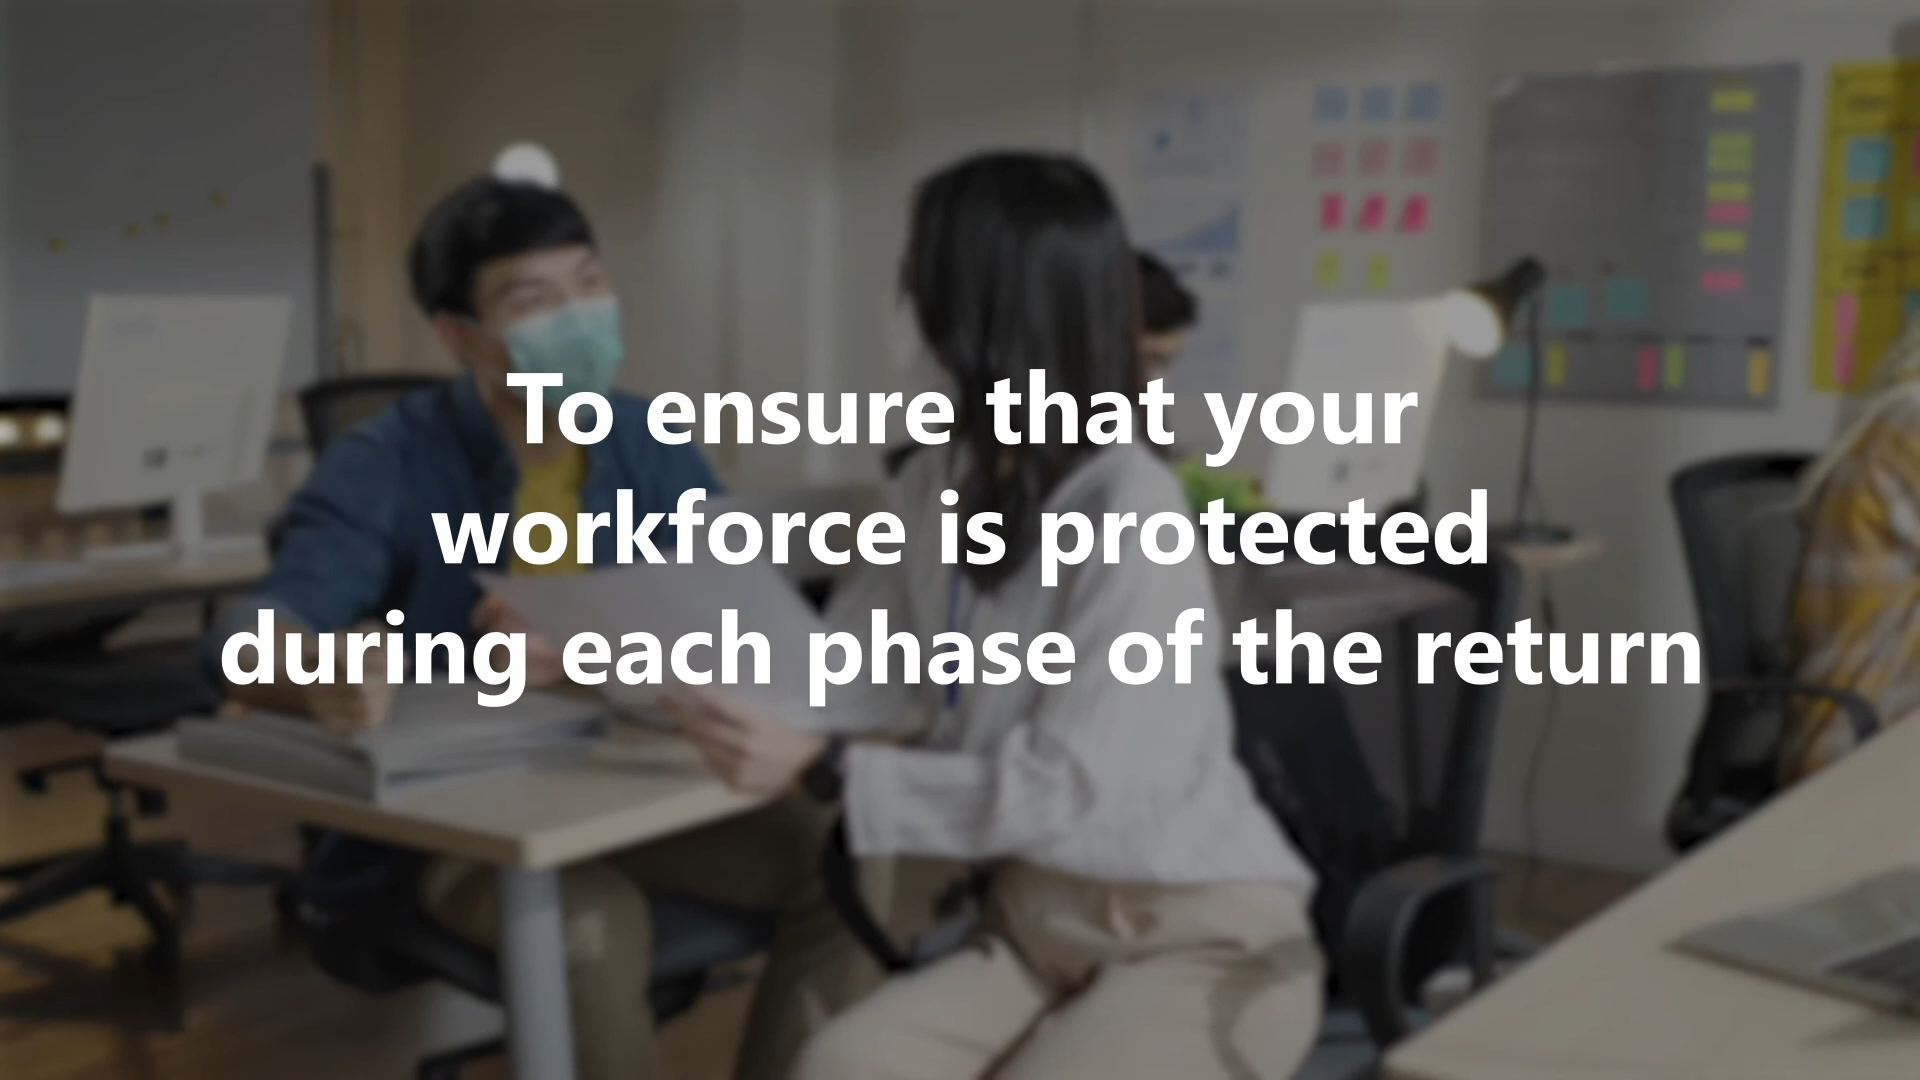 To ensure that your
workforce is protected
during each phase of the return